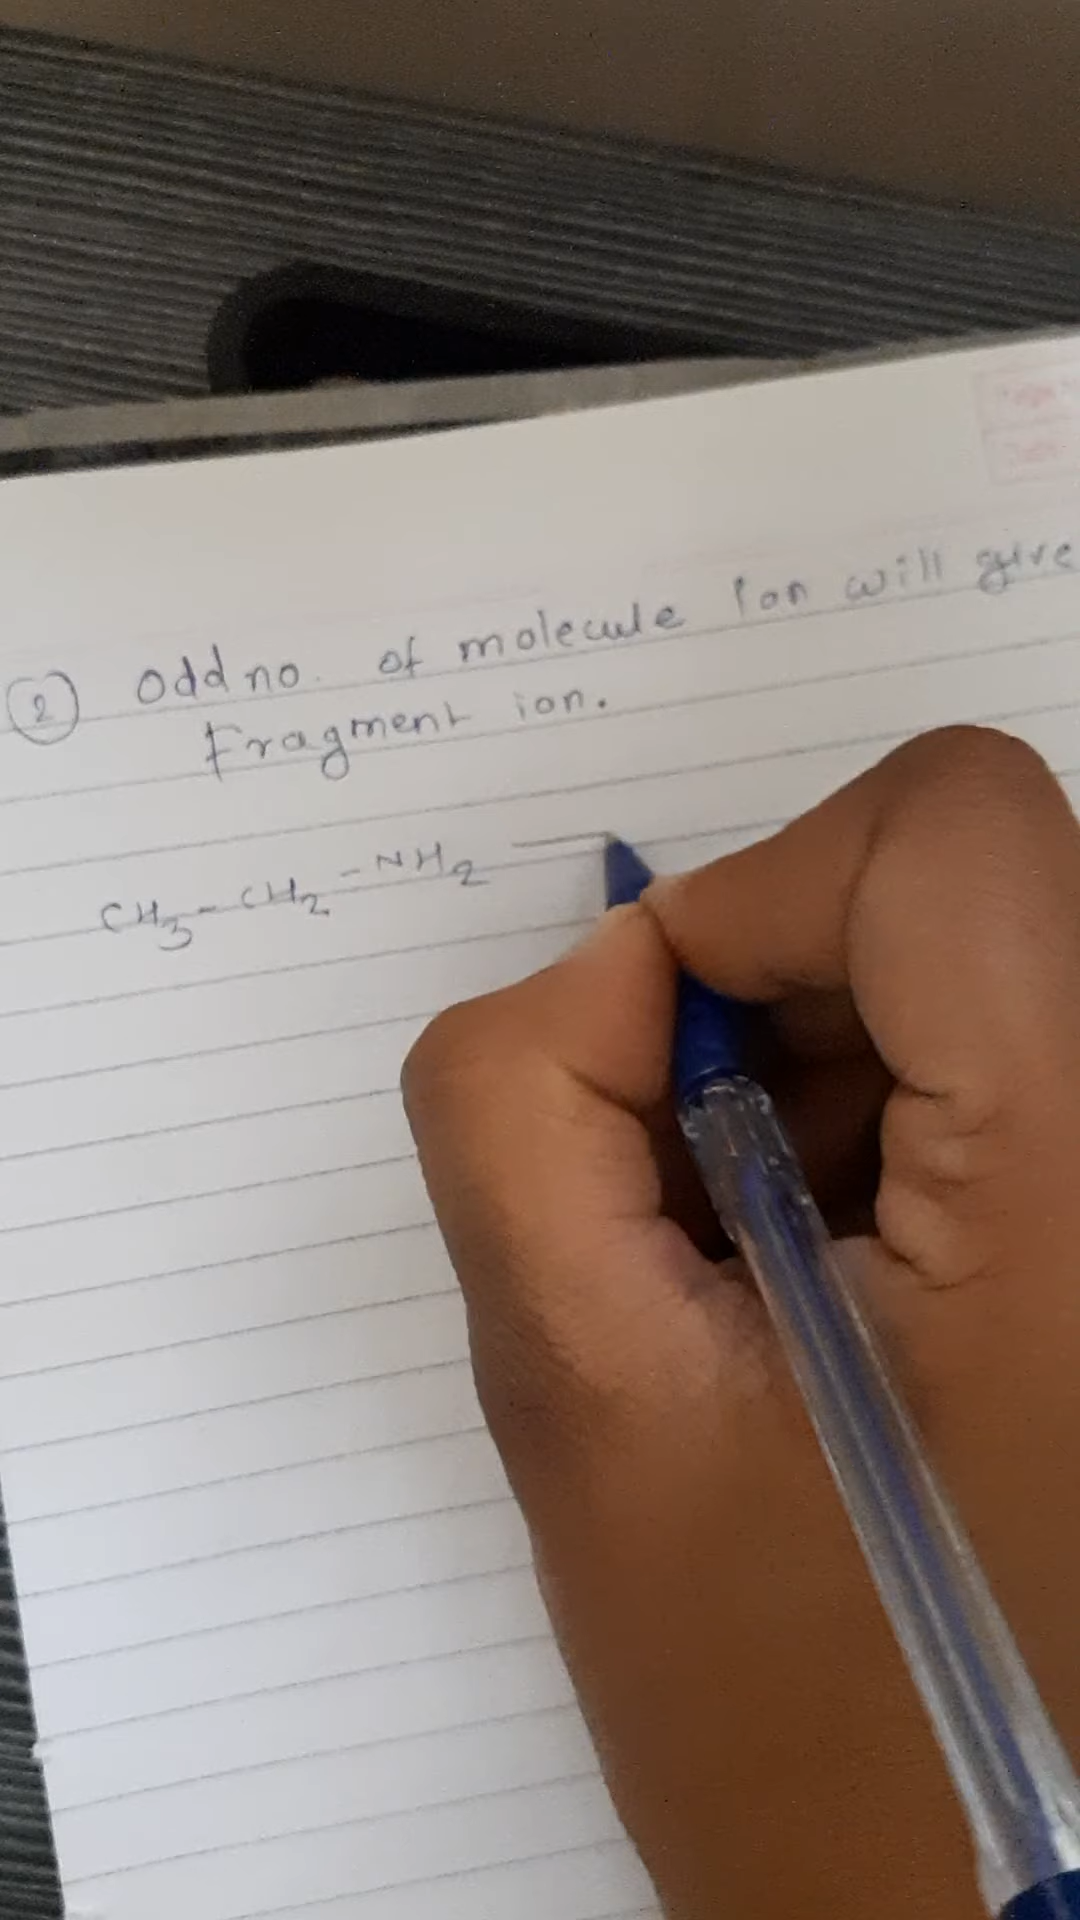 ② Odd no. of molecule Ion will give
Fragment ion.
CH₃-CH₂-NH₂